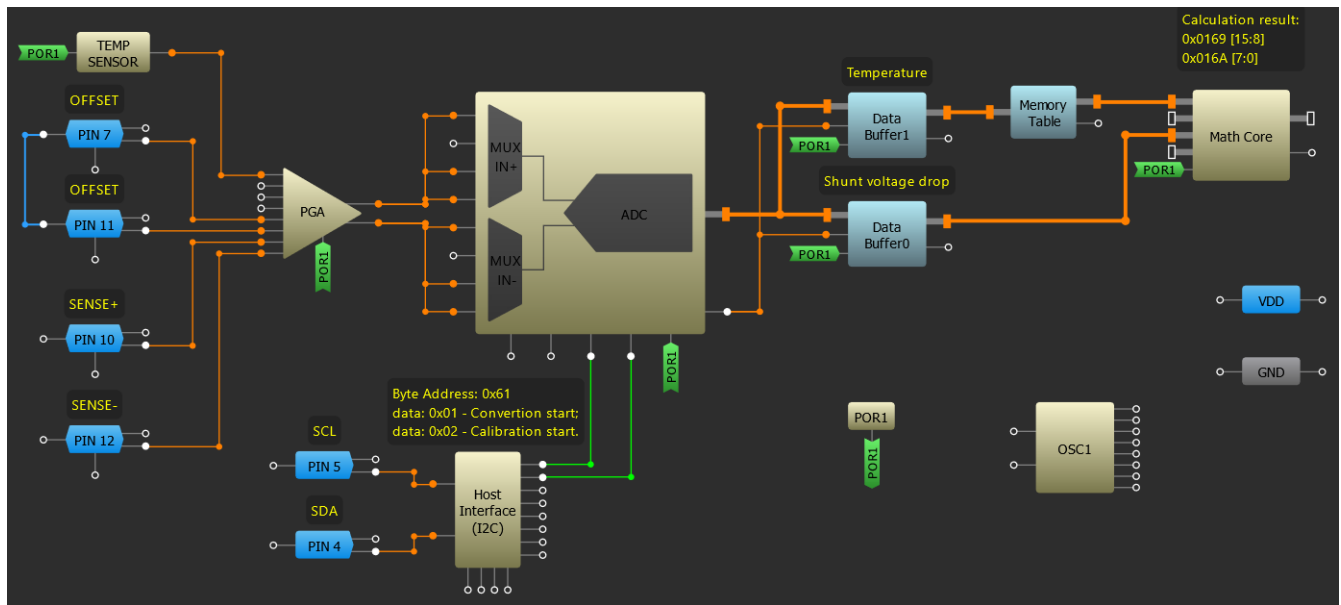 Calculation result:
0x0169 [15:8]
0x016A [7:0]
POR1
TEMP
SENSOR
OFFSET
PIN 7
OFFSET
PIN 11
SENSE+
PIN 10
SENSE-
PIN 12
PGA
POR1
MUX
IN+
MUX
IN-
ADC
POR1
Temperature
Data
Buffer1
POR1
Shunt voltage drop
Data
Buffer0
POR1
Memory
Table
Math Core
POR1
VDD
GND
Byte Address: 0x61
data: 0x01 - Convertion start;
data: 0x02 - Calibration start.
SCL
PIN 5
SDA
PIN 4
Host
Interface
(I2C)
POR1
POR1
OSC1